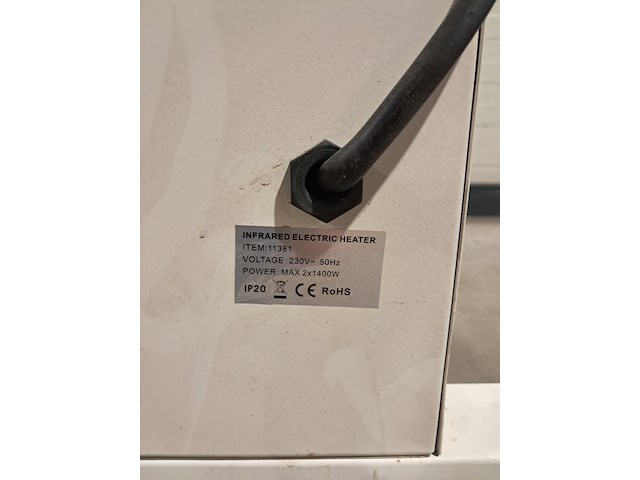 INFRARED ELECTRIC HEATER
ITEM:11381
VOLTAGE:230V~ 50Hz
POWER: MAX 2x1400W
IP20 CE RoHS